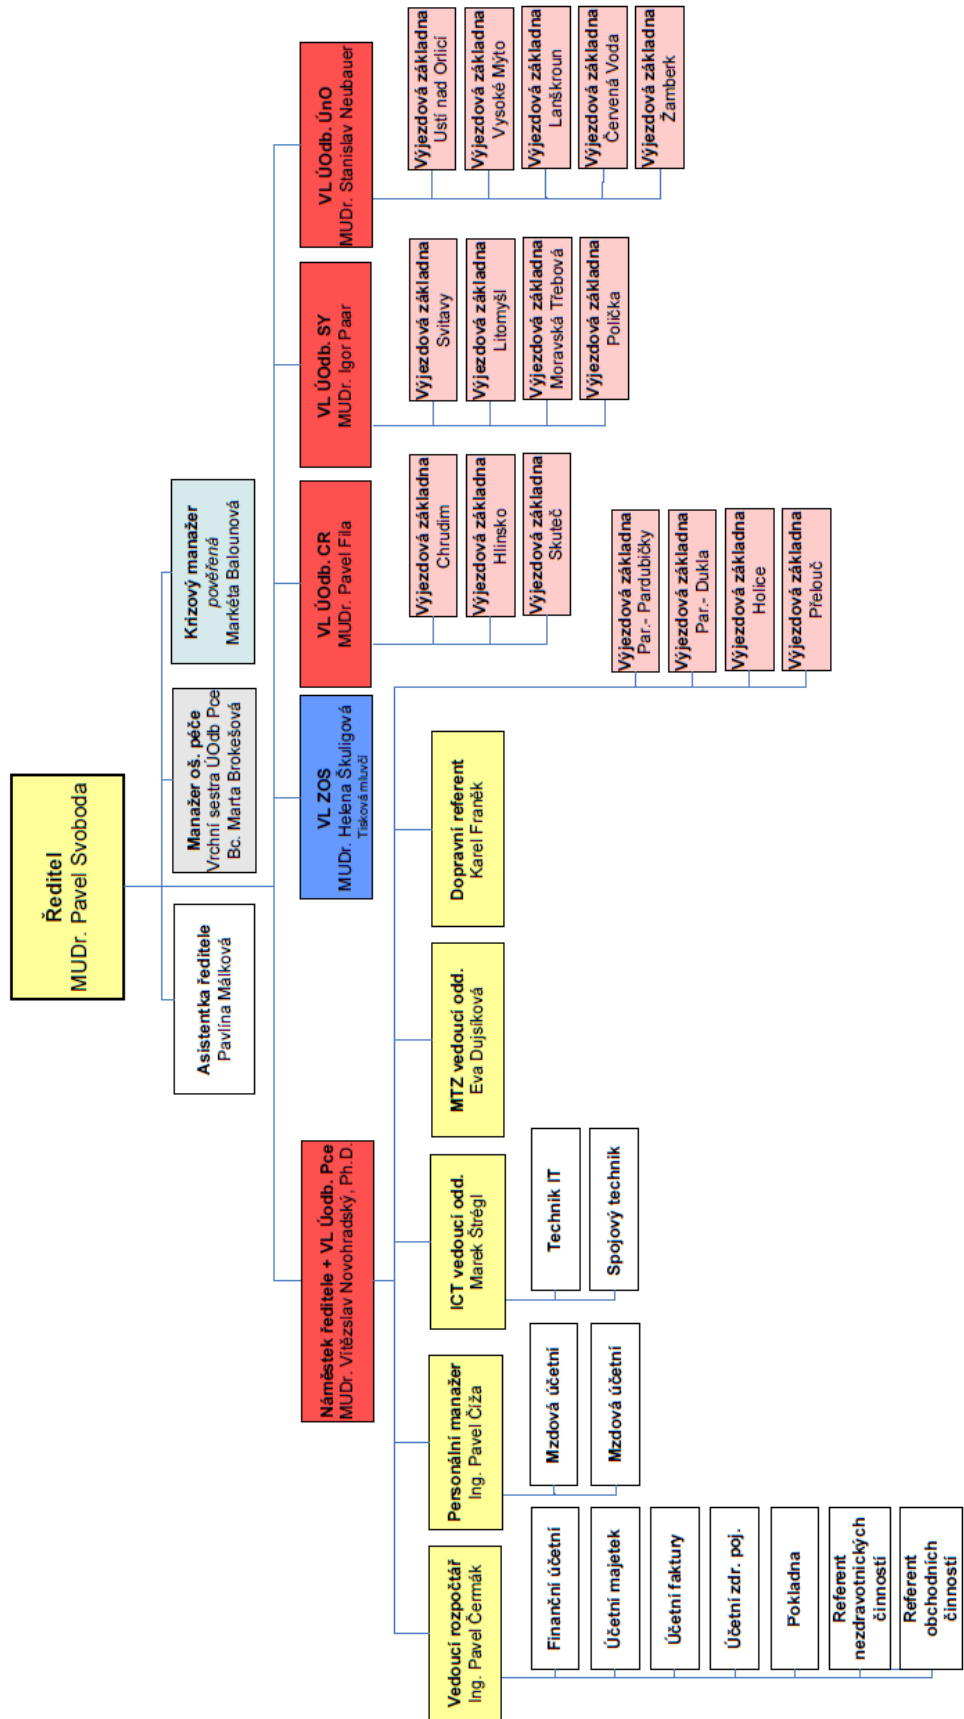 Ředitel
MUDr. Pavel Svoboda
Asistentka ředitele
Pavlína Málková
Manažer oš. péče
Vrchní sestra ÚOdb Pce
Bc. Marta Brokešová
Krizový manažer
pověřená
Markéta Balounová
Náměstek ředitele + VL Úodb. Pce
MUDr. Vítězslav Novohradský, Ph.D.
VL ZOS
MUDr. Helena Škuligová
Tisková mluvčí
VL ÚOdb. CR
MUDr. Pavel Fila
VL ÚOdb. SY
MUDr. Igor Paar
VL ÚOdb. ÚnO
MUDr. Stanislav Neubauer
Vedoucí rozpočtář
Ing. Pavel Čermák
Personální manažer
Ing. Pavel Číža
ICT vedoucí odd.
Marek Štrégl
MTZ vedoucí odd.
Eva Dujsíková
Dopravní referent
Karel Franěk
Finanční účetní
Účetní majetek
Účetní faktury
Účetní zdr. poj.
Pokladna
Referent
nezdravotnických
činností
Referent
obchodních
činností
Mzdová účetní
Mzdová účetní
Technik IT
Spojový technik
Výjezdová základna
Par.- Pardubičky
Výjezdová základna
Par.- Dukla
Výjezdová základna
Holice
Výjezdová základna
Přelouč
Výjezdová základna
Chrudim
Výjezdová základna
Hlinsko
Výjezdová základna
Skuteč
Výjezdová základna
Svitavy
Výjezdová základna
Litomyšl
Výjezdová základna
Moravská Třebová
Výjezdová základna
Polička
Výjezdová základna
Ústí nad Orlicí
Výjezdová základna
Vysoké Mýto
Výjezdová základna
Lanškroun
Výjezdová základna
Červená Voda
Výjezdová základna
Žamberk